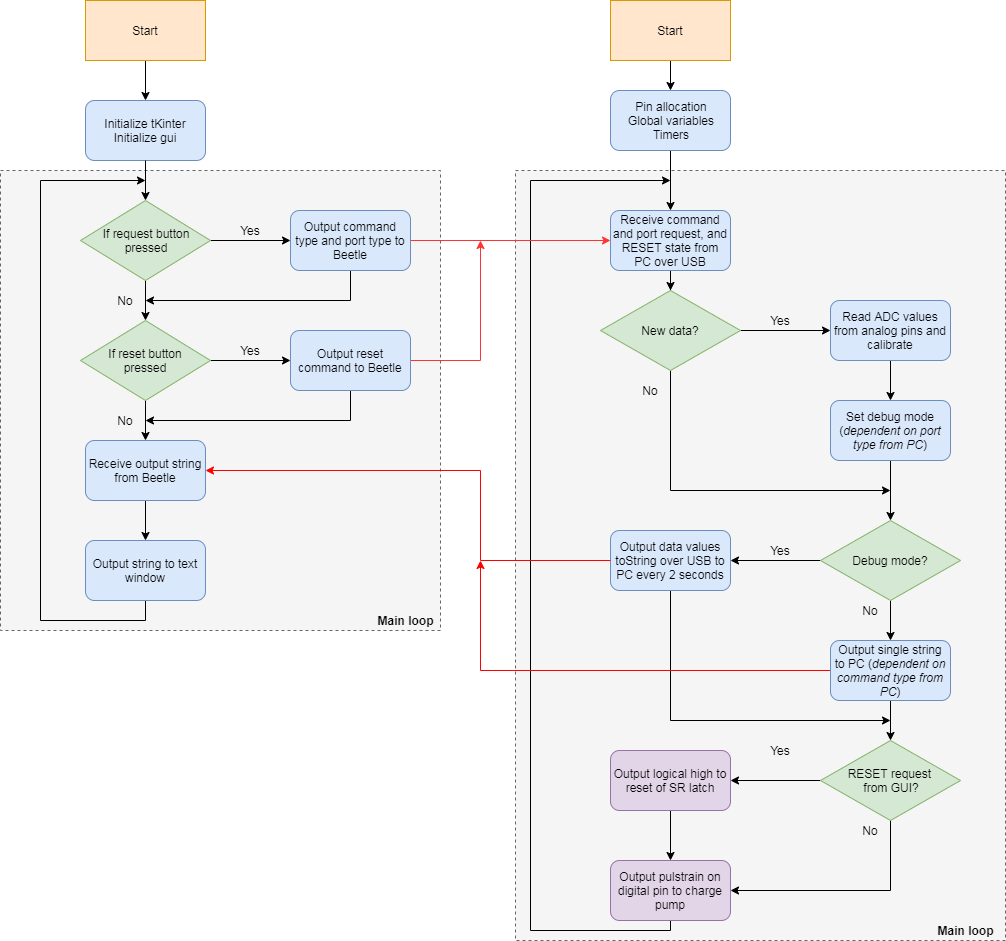 Start
Initialize tKinter
Initialize gui
If request button
pressed
Yes
Output command
type and port type to
Beetle
No
If reset button
pressed
Yes
Output reset
command to Beetle
No
Receive output string
from Beetle
Output string to text
window
Main loop
Start
Pin allocation
Global variables
Timers
Receive command
and port request, and
RESET state from
PC over USB
New data?
Yes
Read ADC values
from analog pins and
calibrate
No
Set debug mode
(dependent on port
type from PC)
Debug mode?
Yes
Output data values
toString over USB to
PC every 2 seconds
No
Output single string
to PC (dependent on
command type from
PC)
RESET request
from GUI?
Yes
Output logical high to
reset of SR latch
No
Output pulstrain on
digital pin to charge
pump
Main loop